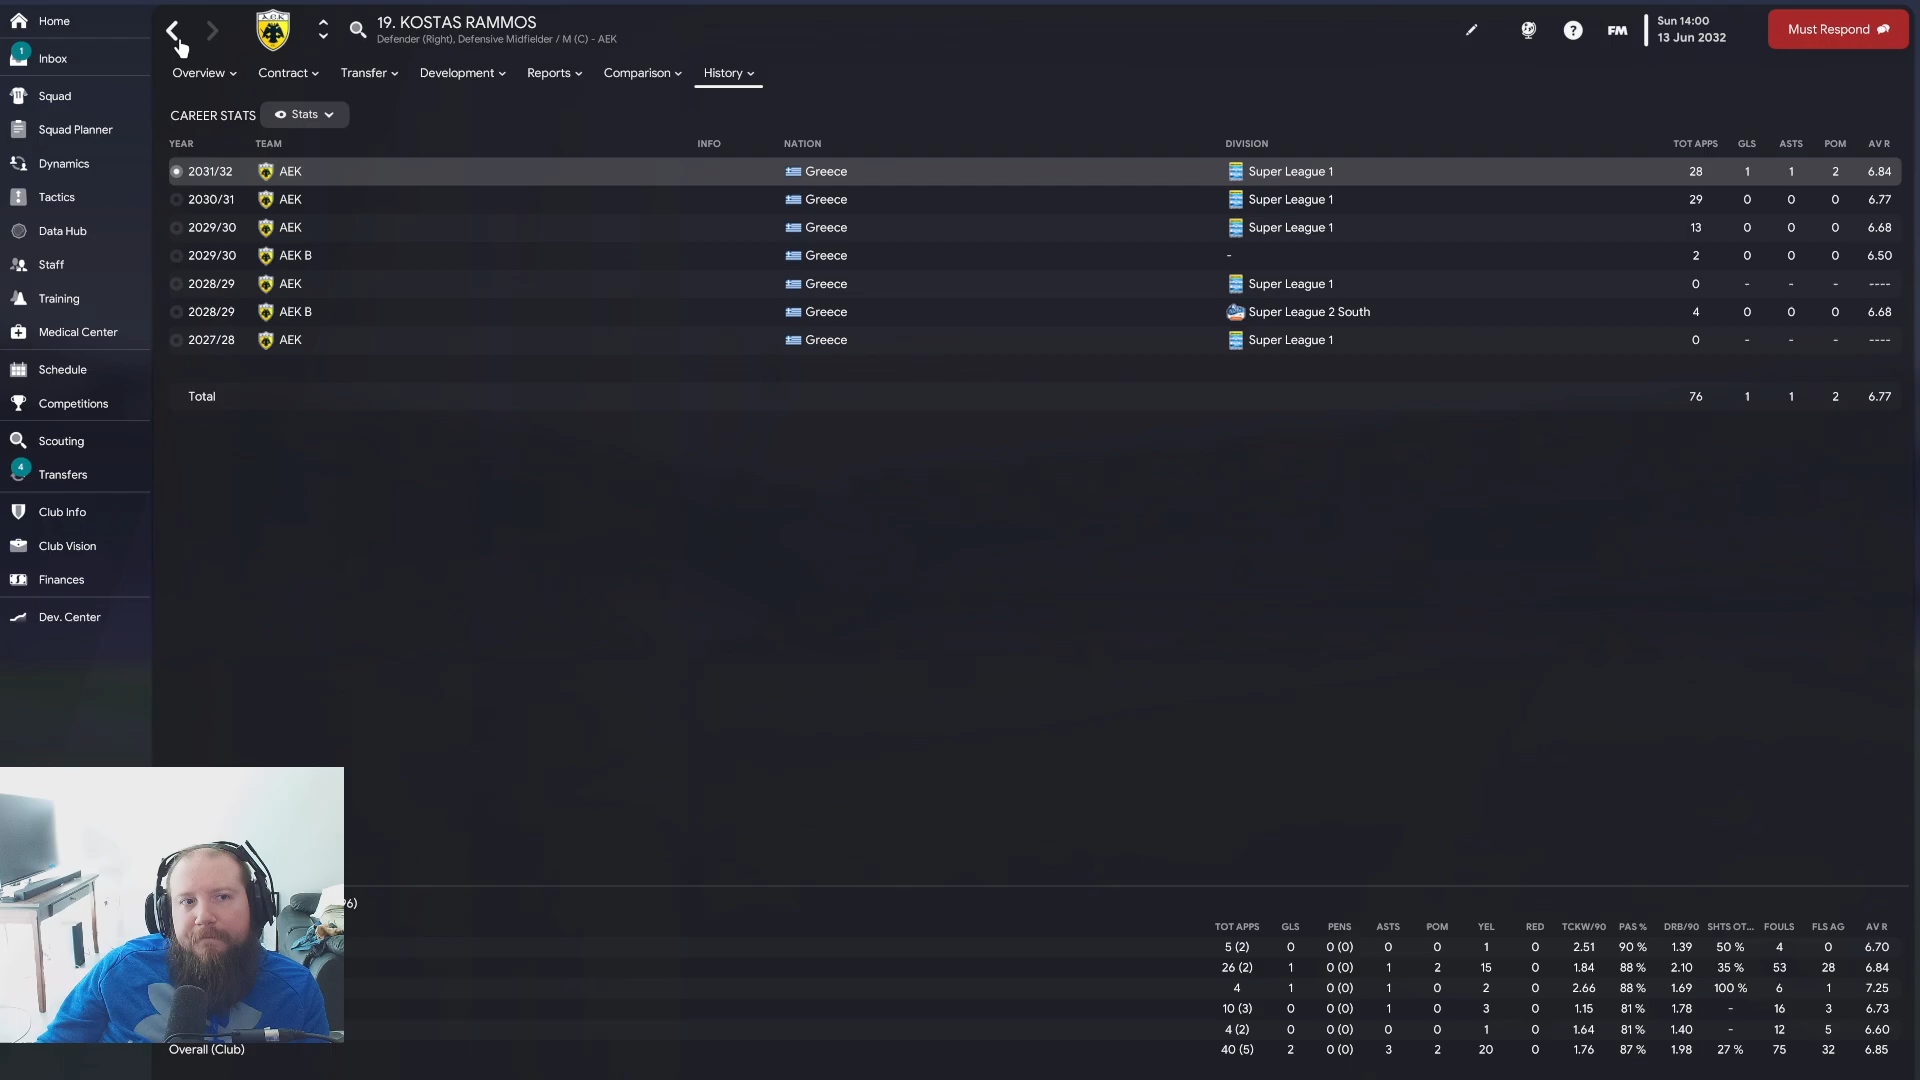 19. KOSTAS RAMMOS
Defender (Right), Defensive Midfielder / M (C) - AEK
FM
Sun 14:00
13 Jun 2032
Must Respond
Home
1
Inbox
Squad
Squad Planner
Dynamics
Tactics
Data Hub
Staff
Training
Medical Center
Schedule
Competitions
Scouting
4
Transfers
Club Info
Club Vision
Finances
Dev. Center
Overview Contract Transfer Development Reports Comparison History
CAREER STATS Stats
YEAR TEAM INFO NATION DIVISION TOT APPS GLS ASTS POM AV R
2031/32 AEK Greece Super League 1 28 1 1 2 6.84
2030/31 AEK Greece Super League 1 29 0 0 0 6.77
2029/30 AEK Greece Super League 1 13 0 0 0 6.68
2029/30 AEK B Greece - 2 0 0 0 6.50
2028/29 AEK Greece Super League 1 0 - - - ----
2028/29 AEK B Greece Super League 2 South 4 0 0 0 6.68
2027/28 AEK Greece Super League 1 0 - - - ----
Total 76 1 1 2 6.77
TOT APPS GLS PENS ASTS POM YEL RED TCKW/90 PAS % DRB/90 SHTS OT... FOULS FLS AG AV R
5 (2) 0 0 (0) 0 0 1 0 2.51 90 % 1.39 50 % 4 0 6.70
26 (2) 1 0 (0) 1 2 15 0 1.84 88 % 2.10 35 % 53 28 6.84
4 1 0 (0) 1 0 2 0 2.66 88 % 1.69 100 % 6 1 7.25
10 (3) 0 0 (0) 1 0 3 0 1.15 81 % 1.78 - 16 3 6.73
4 (2) 0 0 (0) 0 0 1 0 1.64 81 % 1.40 - 12 5 6.60
Overall (Club) 40 (5) 2 0 (0) 3 2 20 0 1.76 87 % 1.98 27 % 75 32 6.85